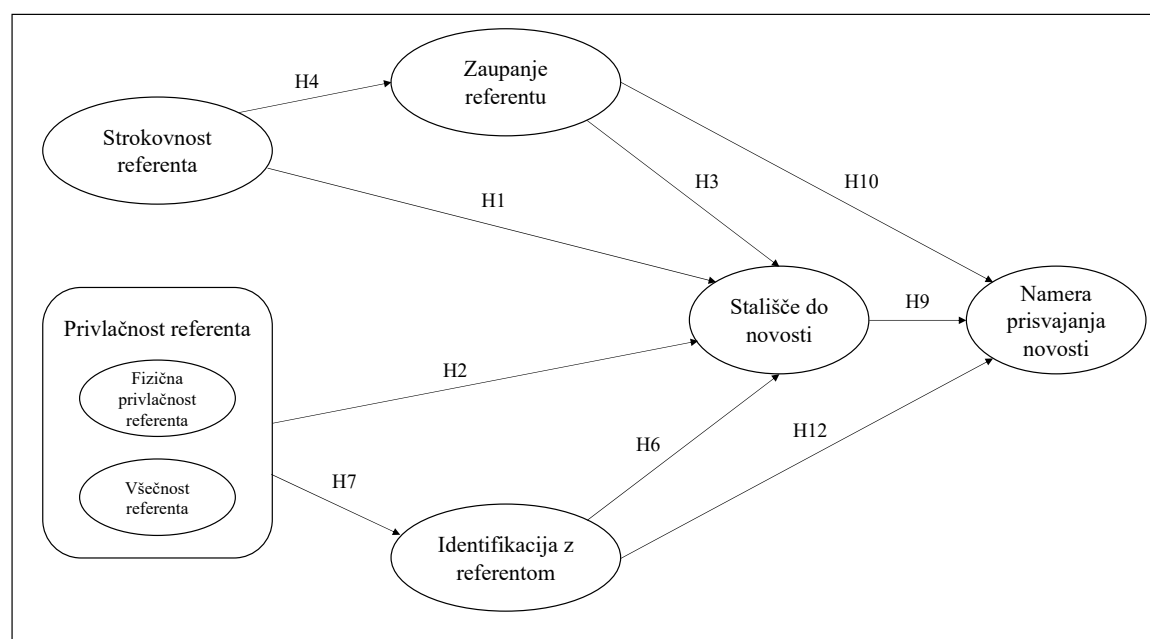 Zaupanje
referentu
H4
Strokovnost
referenta
H10
H3
H1
Stališče do
novosti
H9
Namera
prisvajanja
novosti
Privlačnost referenta
Fizična
privlačnost
referenta
H2
H12
H6
Všečnost
referenta
H7
Identifikacija z
referentom